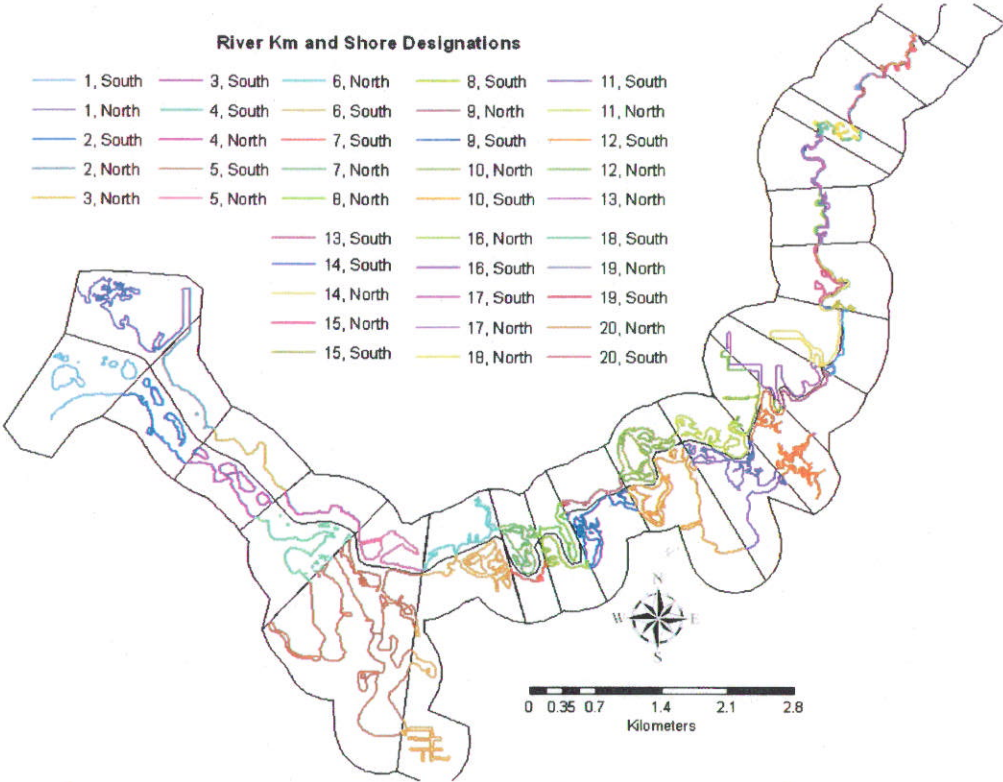 River Km and Shore Designations
1, South 3, South 6, North 8, South 11, South
1, North 4, South 6, South 9, North 11, North
2, South 4, North 7, South 9, South 12, South
2, North 5, South 7, North 10, North 12, North
3, North 5, North 8, North 10, South 13, North
13, South 16, North 18, South
14, South 16, South 19, North
14, North 17, South 19, South
15, North 17, North 20, North
15, South 18, North 20, South
N
W E
S
0 0.35 0.7 1.4 2.1 2.8
Kilometers